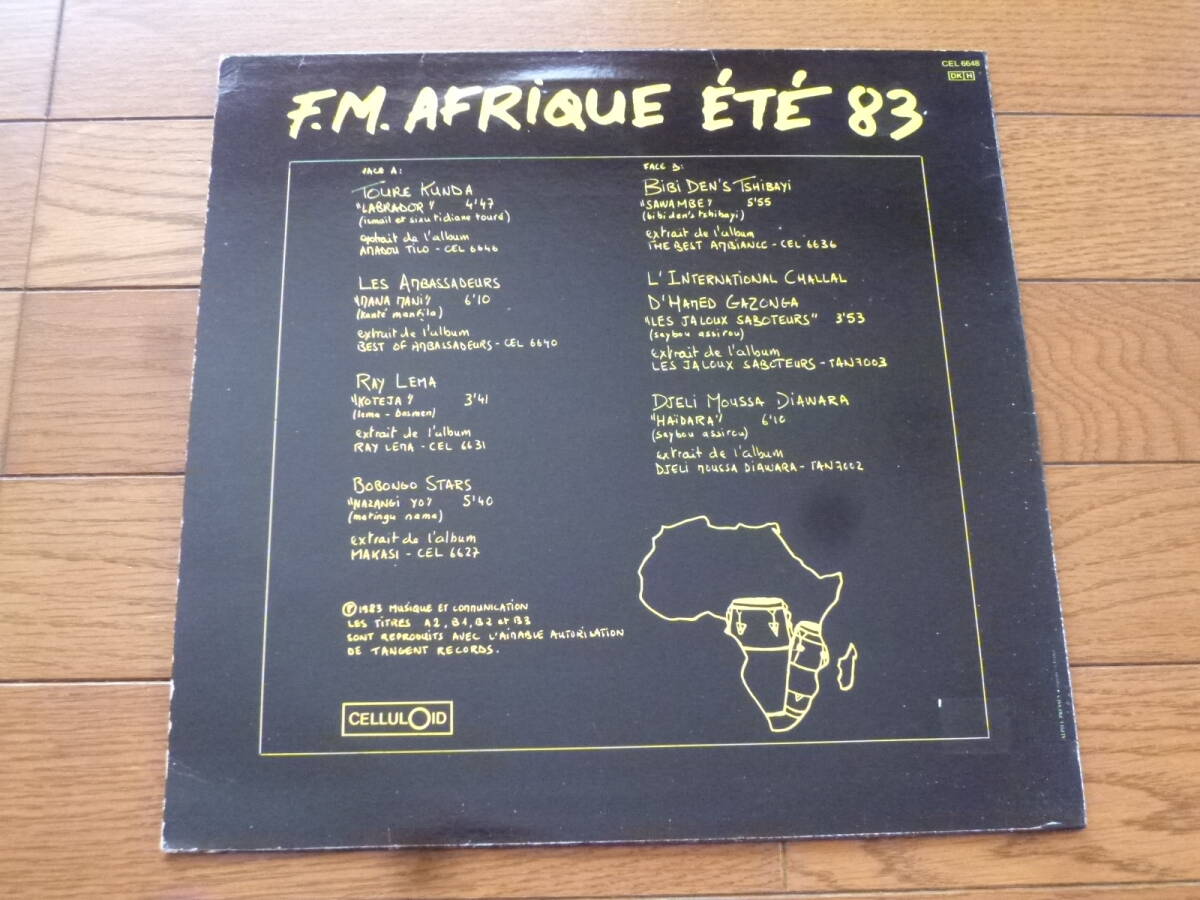 CEL 6648
DK H
F.M. AFRIQUE ÉTÉ 83
FACE A:
TOURE KUNDA
"LABRADOR" 4'47
(ismaïl et sixu tidiane touré)
extrait de l'album
AMADOU TILO - CEL 6646
LES AMBASSADEURS
"MANA MANI" 6'10
(kanté manfila)
extrait de l'album
BEST OF AMBASSADEURS - CEL 6640
RAY LEMA
"KOTEJA" 3'41
(lema - bosmen)
extrait de l'album
RAY LEMA - CEL 6631
BOBONGO STARS
"NAZANGI YO" 5'40
(matingu nama)
extrait de l'album
MAKASI - CEL 6627
℗ 1983 MUSIQUE ET COMMUNICATION
LES TITRES A2, B1, B2 et B3
SONT REPRODUITS AVEC L'AIMABLE AUTORISATION
DE TANGENT RECORDS.
CELLULOID
FACE B:
BIBI DEN'S TSHIBAYI
"SAWAMBE" 5'55
(bibi den's tshibayi)
extrait de l'album
THE BEST AMBIANCE - CEL 6636
L'INTERNATIONAL CHALLAL
D'HAMED GAZONGA
"LES JALOUX SABOTEURS" 3'53
(saybou assirou)
extrait de l'album
LES JALOUX SABOTEURS - TAN 7003
DJELI MOUSSA DIAWARA
"HAÏDARA" 6'10
(saybou assirou)
extrait de l'album
DJELI MOUSSA DIAWARA - TAN 7002